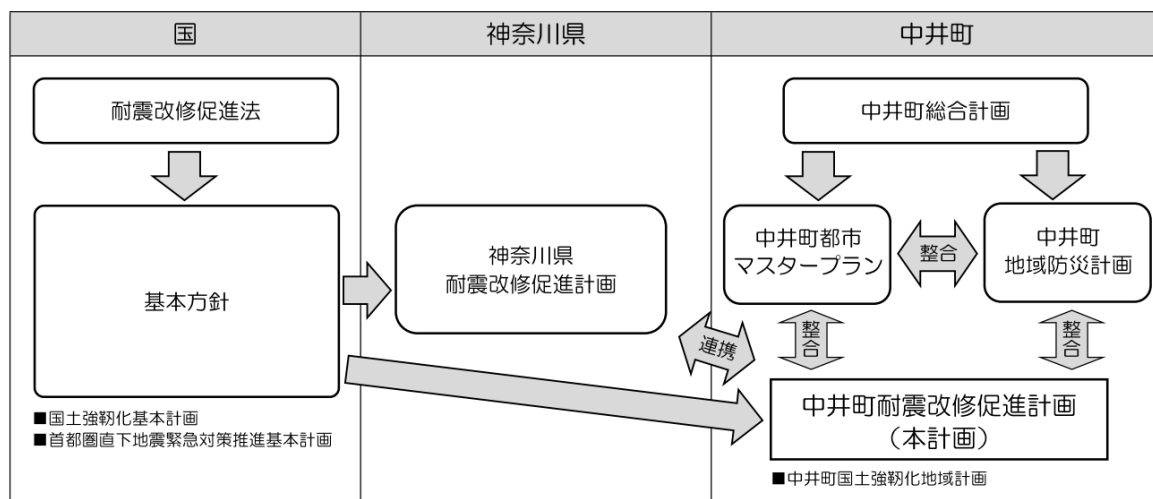 国
神奈川県
中井町
耐震改修促進法
基本方針
■国土強靭化基本計画
■首都圏直下地震緊急対策推進基本計画
神奈川県
耐震改修促進計画
連携
中井町総合計画
中井町都市
マスタープラン
整合
中井町
地域防災計画
整合
整合
中井町耐震改修促進計画
（本計画）
■中井町国土強靭化地域計画